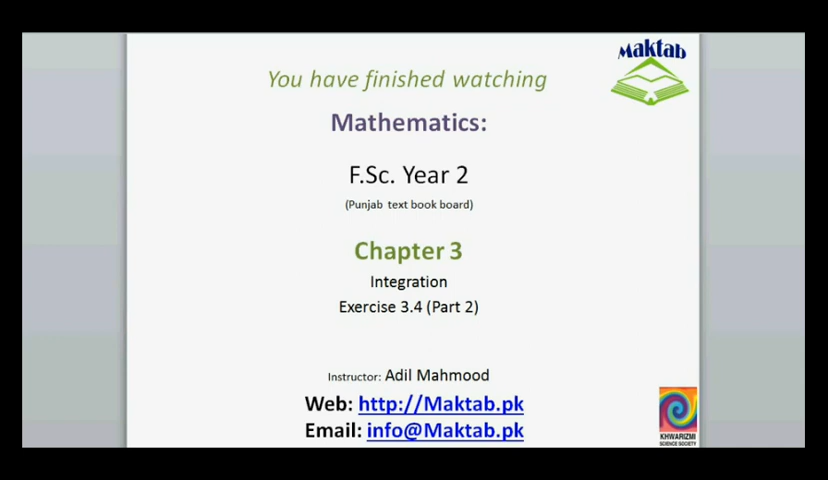 Maktab
You have finished watching
Mathematics:
F.Sc. Year 2
(Punjab text book board)
Chapter 3
Integration
Exercise 3.4 (Part 2)
Instructor: Adil Mahmood
Web: http://Maktab.pk
Email: info@Maktab.pk
KHWARIZMI
SCIENCE SOCIETY